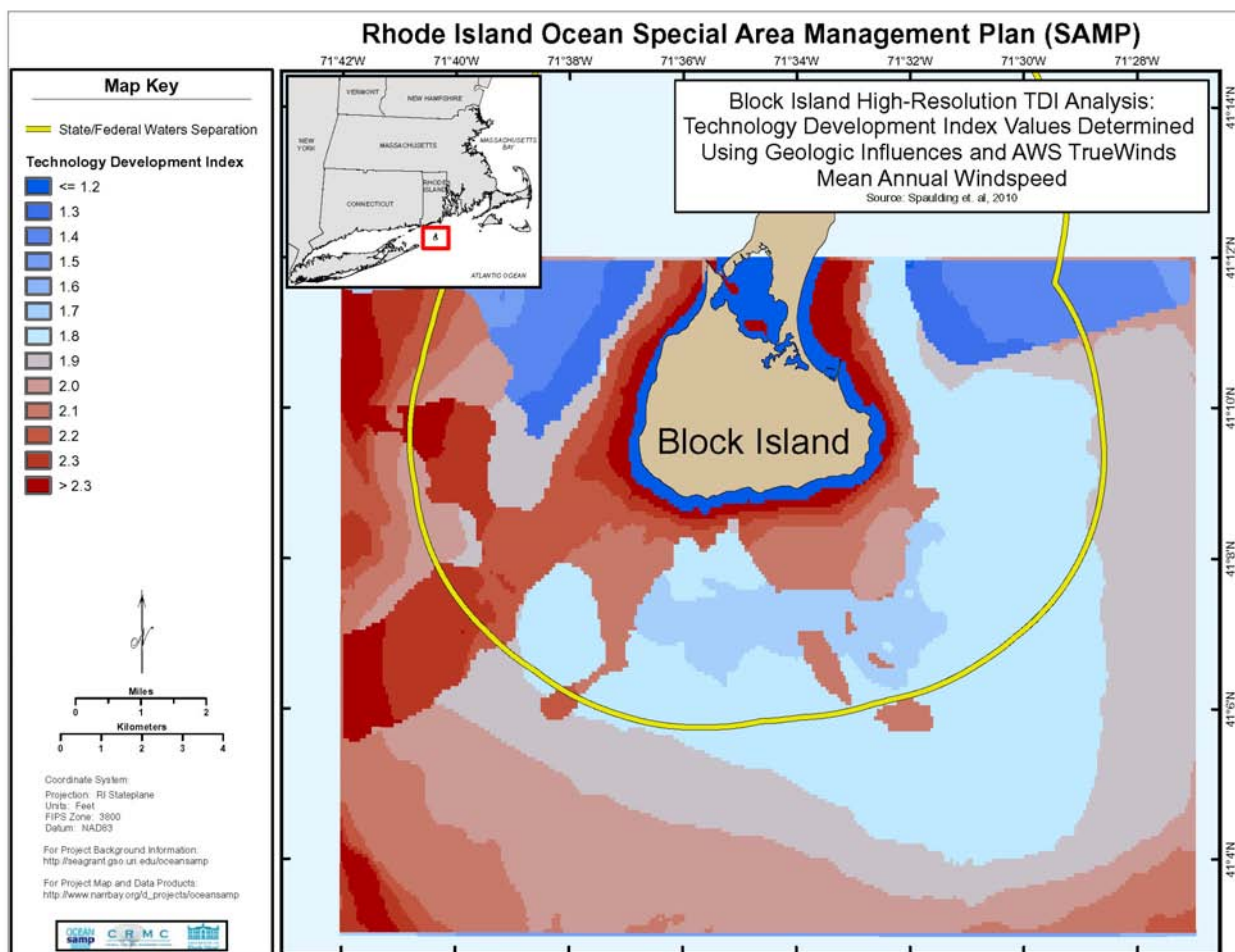 Rhode Island Ocean Special Area Management Plan (SAMP)
Map Key
State/Federal Waters Separation
Technology Development Index
<= 1.2
1.3
1.4
1.5
1.6
1.7
1.8
1.9
2.0
2.1
2.2
2.3
> 2.3
N
Miles
0 1 2
Kilometers
0 1 2 3 4
Coordinate System:
Projection: RI Stateplane
Units: Feet
FIPS Zone: 3800
Datum: NAD83
For Project Background Information:
http://seagrant.gso.uri.edu/oceansamp
For Project Map and Data Products:
http://www.narrbay.org/d_projects/oceansamp
OCEAN
samp
CRMC
71°42'W 71°40'W 71°38'W 71°36'W 71°34'W 71°32'W 71°30'W 71°28'W
VERMONT
NEW HAMPSHIRE
NEW
YORK
MASSACHUSETTS
MASSACHUSETTS
BAY
CONNECTICUT
RHODE
ISLAND
ATLANTIC OCEAN
Block Island High-Resolution TDI Analysis:
Technology Development Index Values Determined
Using Geologic Influences and AWS TrueWinds
Mean Annual Windspeed
Source: Spaulding et. al, 2010
Block Island
41°14'N
41°12'N
41°10'N
41°8'N
41°6'N
41°4'N